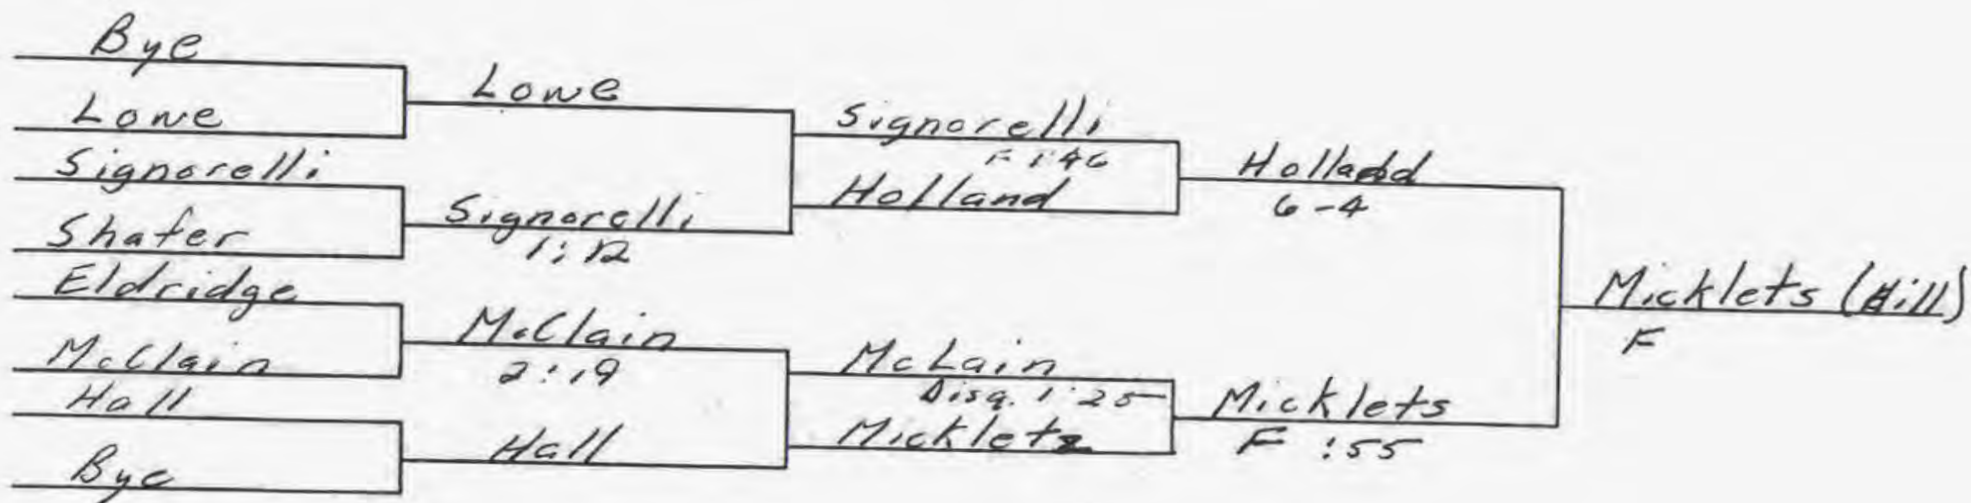 Bye
Lowe
Signorelli
Shafer
Eldridge
McClain
Hall
Bye
Lowe
Signorelli
1:12
McClain
2:19
Hall
Signorelli
F 1:46
Holland
McLain
Disq. 1:25
Micklets
Holland
6-4
Micklets
F :55
Micklets (Hill)
F